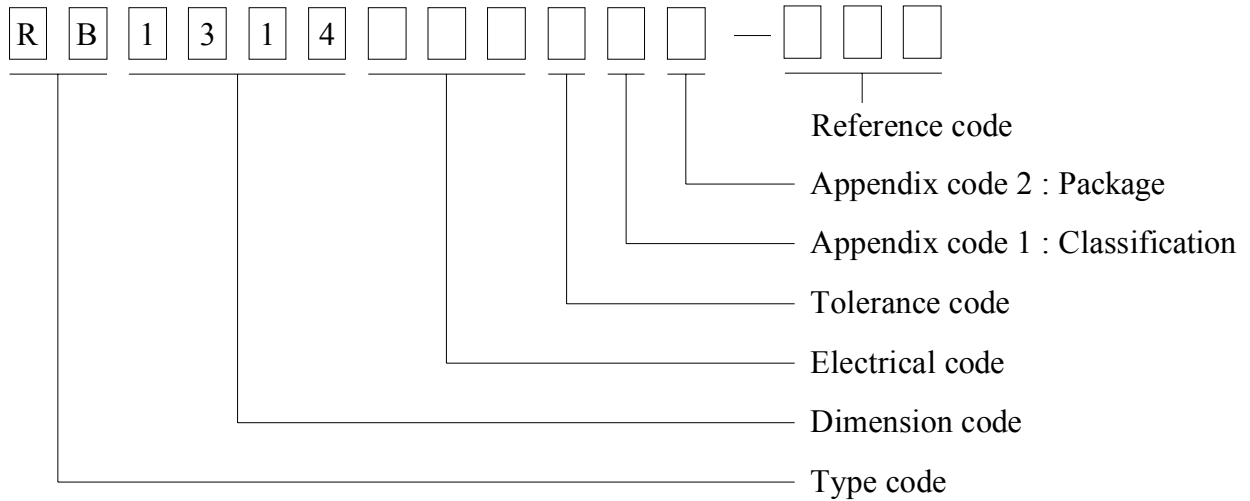 R B 1 3 1 4 —
Reference code
Appendix code 2 : Package
Appendix code 1 : Classification
Tolerance code
Electrical code
Dimension code
Type code